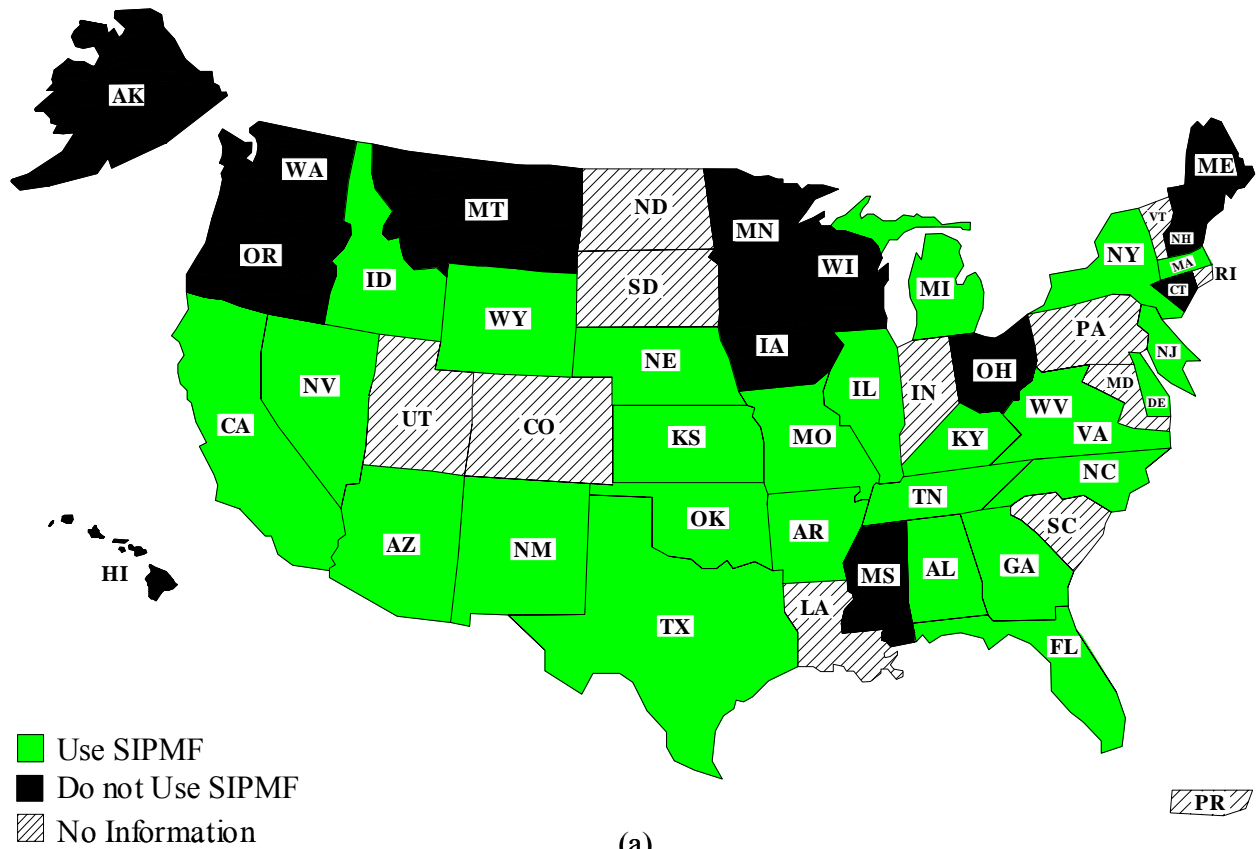 AK
WA
MT
ND
MN
ME
VT
NH
OR
ID
SD
WI
NY
MA
RI
CT
MI
WY
PA
NE
IA
NJ
NV
IL
IN
OH
MD
DE
UT
CO
WV
CA
KS
MO
KY
VA
NC
TN
OK
AR
SC
AZ
NM
MS
AL
GA
HI
LA
TX
FL
Use SIPMF
Do not Use SIPMF
No Information
PR
(a)